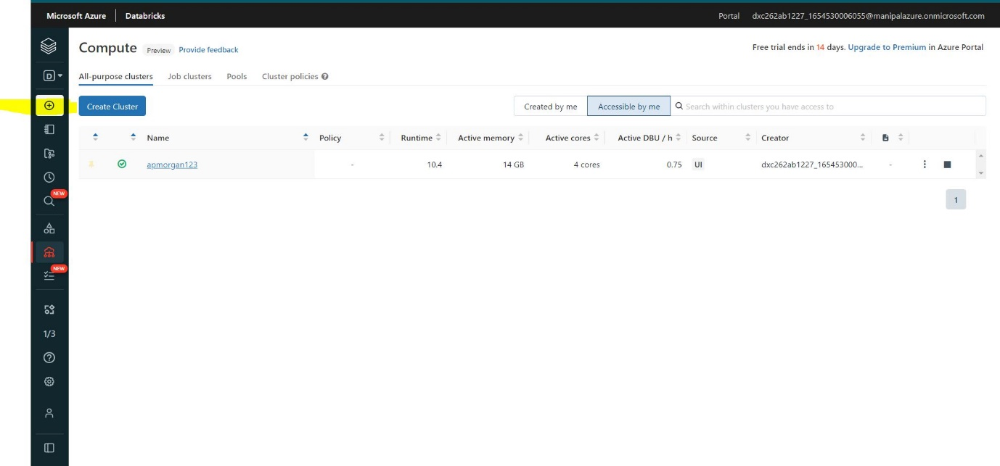 Microsoft Azure Databricks Portal dxc262ab1227_1654530006055@manipalazure.onmicrosoft.com
Compute Preview Provide feedback Free trial ends in 14 days. Upgrade to Premium in Azure Portal
D
All-purpose clusters Job clusters Pools Cluster policies
Create Cluster Created by me Accessible by me Search within clusters you have access to
Name Policy Runtime Active memory Active cores Active DBU / h Source Creator
apmorgan123 - 10.4 14 GB 4 cores 0.75 UI dxc262ab1227_165453000... -
NEW
1
NEW
1/3